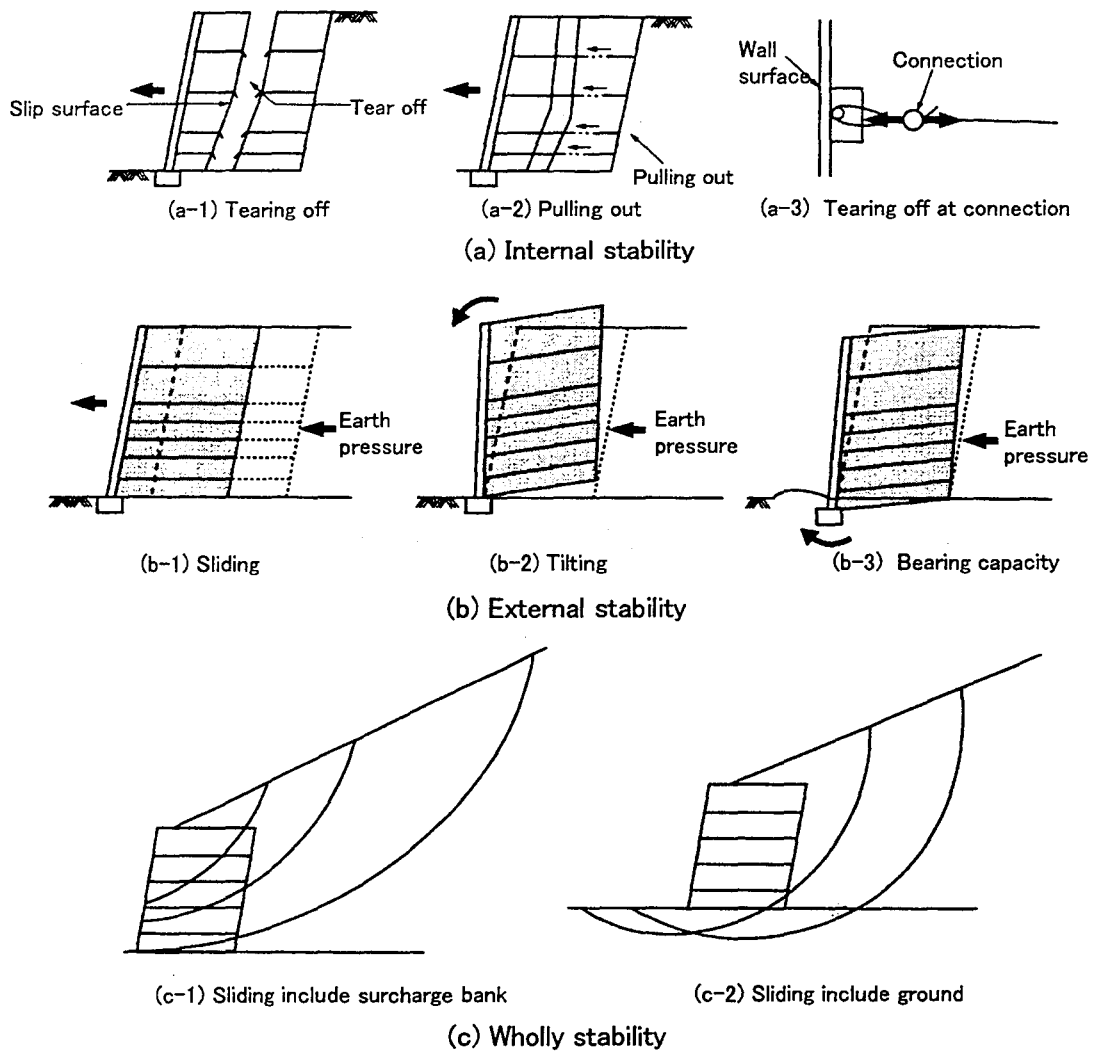 Slip surface
Tear off
(a-1) Tearing off
Pulling out
(a-2) Pulling out
Wall
surface
Connection
(a-3) Tearing off at connection
(a) Internal stability
Earth
pressure
(b-1) Sliding
Earth
pressure
(b-2) Tilting
Earth
pressure
(b-3) Bearing capacity
(b) External stability
(c-1) Sliding include surcharge bank
(c-2) Sliding include ground
(c) Wholly stability